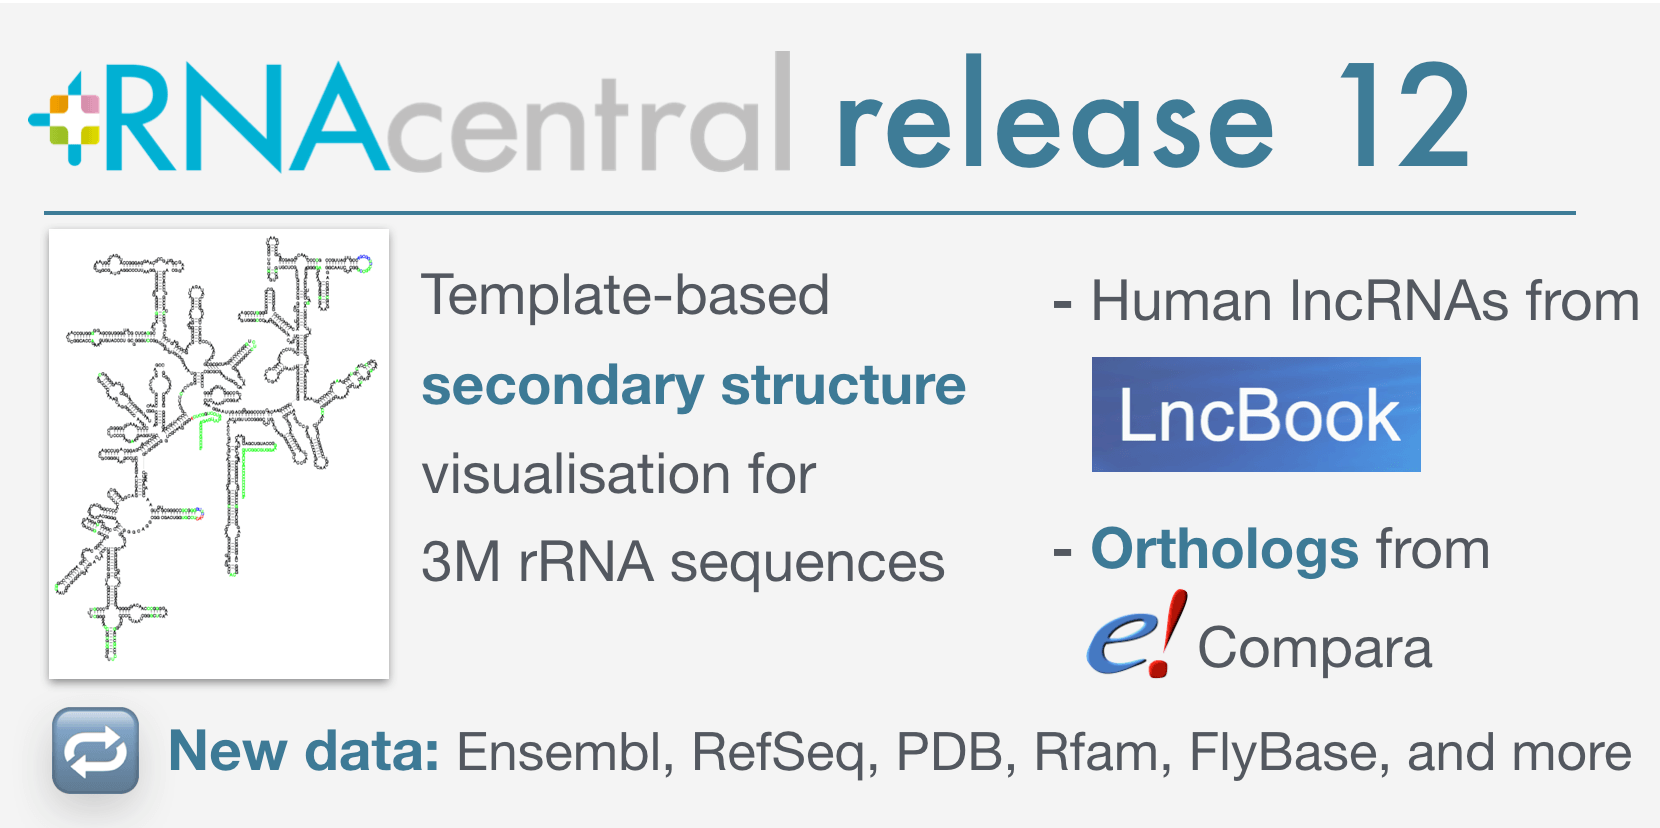 RNAcentral release 12
Template-based
secondary structure
visualisation for
3M rRNA sequences
- Human lncRNAs from
LncBook
- Orthologs from
e! Compara
New data: Ensembl, RefSeq, PDB, Rfam, FlyBase, and more